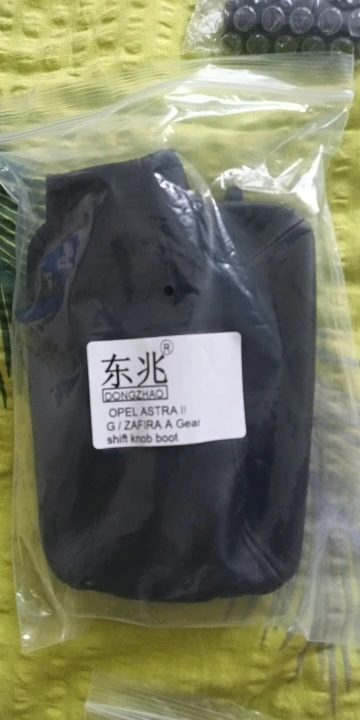 东兆®
DONGZHAO
OPEL ASTRA II
G / ZAFIRA A Gear
shift knob boot